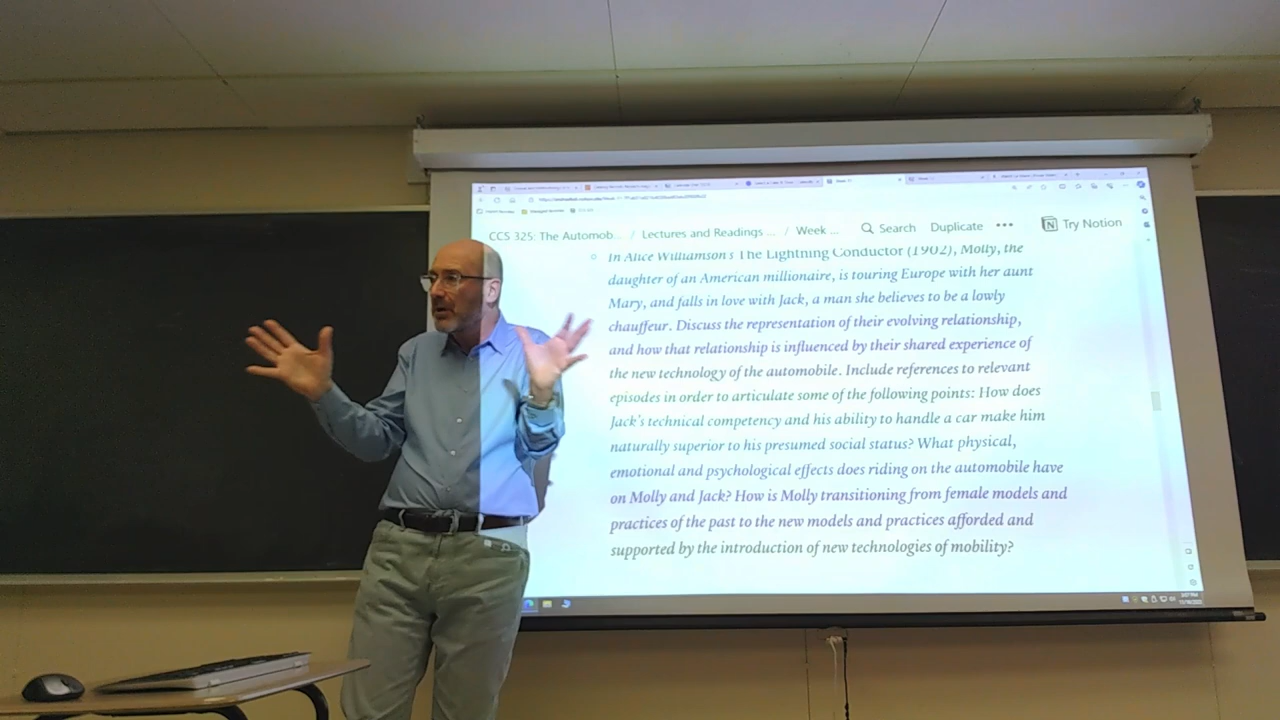 CCS 325: The Automob... / Lectures and Readings ... / Week ... Search Duplicate ••• Try Notion
In Alice Williamson's The Lightning Conductor (1902), Molly, the
daughter of an American millionaire, is touring Europe with her aunt
Mary, and falls in love with Jack, a man she believes to be a lowly
chauffeur. Discuss the representation of their evolving relationship,
and how that relationship is influenced by their shared experience of
the new technology of the automobile. Include references to relevant
episodes in order to articulate some of the following points: How does
Jack's technical competency and his ability to handle a car make him
naturally superior to his presumed social status? What physical,
emotional and psychological effects does riding on the automobile have
on Molly and Jack? How is Molly transitioning from female models and
practices of the past to the new models and practices afforded and
supported by the introduction of new technologies of mobility?